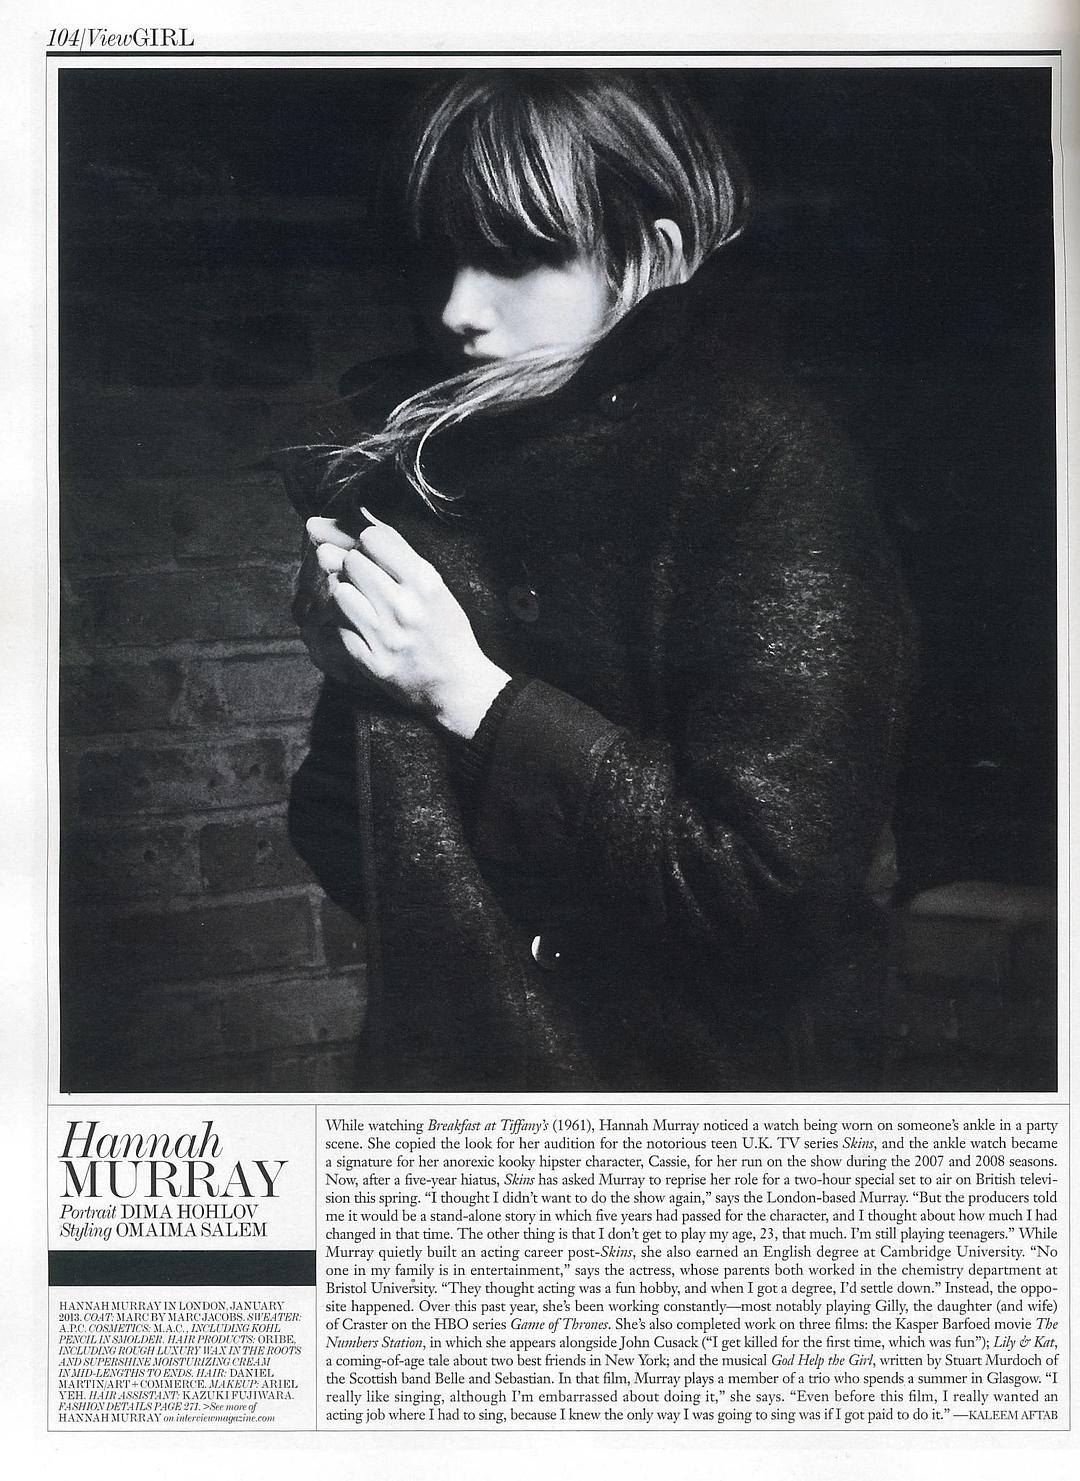 104/ViewGIRL
Hannah
MURRAY
Portrait DIMA HOHLOV
Styling OMAIMA SALEM
HANNAH MURRAY IN LONDON, JANUARY
2013. COAT: MARC BY MARC JACOBS. SWEATER:
A.P.C. COSMETICS: M.A.C., INCLUDING KOHL
PENCIL IN SMOLDER. HAIR PRODUCTS: ORIBE,
INCLUDING ROUGH LUXURY WAX IN THE ROOTS
AND SUPERSHINE MOISTURIZING CREAM
IN MID-LENGTHS TO ENDS. HAIR: DANIEL
MARTIN/ART + COMMERCE. MAKEUP: ARIEL
YEH. HAIR ASSISTANT: KAZUKI FUJIWARA.
FASHION DETAILS PAGE 271. >See more of
HANNAH MURRAY on interviewmagazine.com
While watching Breakfast at Tiffany's (1961), Hannah Murray noticed a watch being worn on someone's ankle in a party
scene. She copied the look for her audition for the notorious teen U.K. TV series Skins, and the ankle watch became
a signature for her anorexic kooky hipster character, Cassie, for her run on the show during the 2007 and 2008 seasons.
Now, after a five-year hiatus, Skins has asked Murray to reprise her role for a two-hour special set to air on British televi-
sion this spring. “I thought I didn't want to do the show again,” says the London-based Murray. “But the producers told
me it would be a stand-alone story in which five years had passed for the character, and I thought about how much I had
changed in that time. The other thing is that I don't get to play my age, 23, that much. I'm still playing teenagers.” While
Murray quietly built an acting career post-Skins, she also earned an English degree at Cambridge University. “No
one in my family is in entertainment,” says the actress, whose parents both worked in the chemistry department at
Bristol University. “They thought acting was a fun hobby, and when I got a degree, I'd settle down.” Instead, the oppo-
site happened. Over this past year, she's been working constantly—most notably playing Gilly, the daughter (and wife)
of Craster on the HBO series Game of Thrones. She's also completed work on three films: the Kasper Barfoed movie The
Numbers Station, in which she appears alongside John Cusack (“I get killed for the first time, which was fun”); Lily & Kat,
a coming-of-age tale about two best friends in New York; and the musical God Help the Girl, written by Stuart Murdoch of
the Scottish band Belle and Sebastian. In that film, Murray plays a member of a trio who spends a summer in Glasgow. “I
really like singing, although I'm embarrassed about doing it,” she says. “Even before this film, I really wanted an
acting job where I had to sing, because I knew the only way I was going to sing was if I got paid to do it.” —KALEEM AFTAB